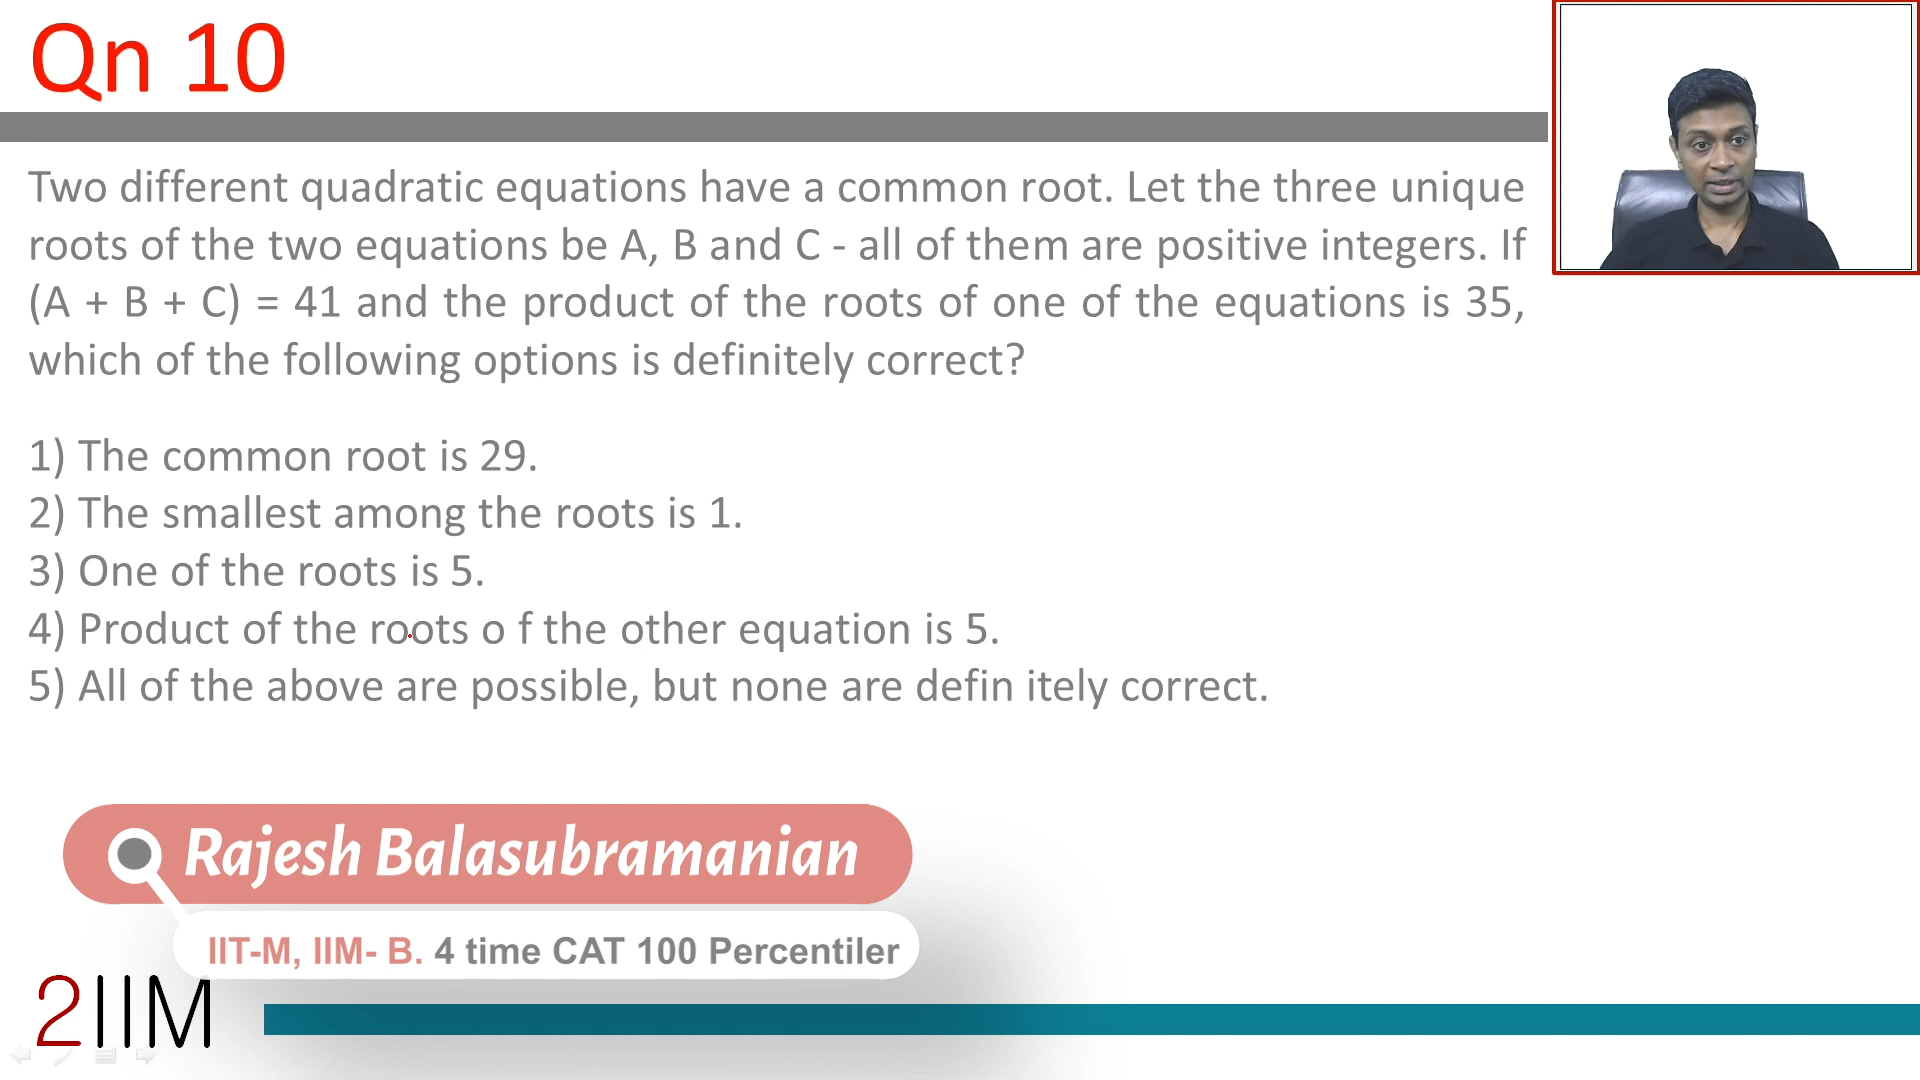 Qn 10
Two different quadratic equations have a common root. Let the three unique
roots of the two equations be A, B and C - all of them are positive integers. If
(A + B + C) = 41 and the product of the roots of one of the equations is 35,
which of the following options is definitely correct?
1) The common root is 29.
2) The smallest among the roots is 1.
3) One of the roots is 5.
4) Product of the roots o f the other equation is 5.
5) All of the above are possible, but none are defin itely correct.
Rajesh Balasubramanian
IIT-M, IIM- B. 4 time CAT 100 Percentiler
2IIM